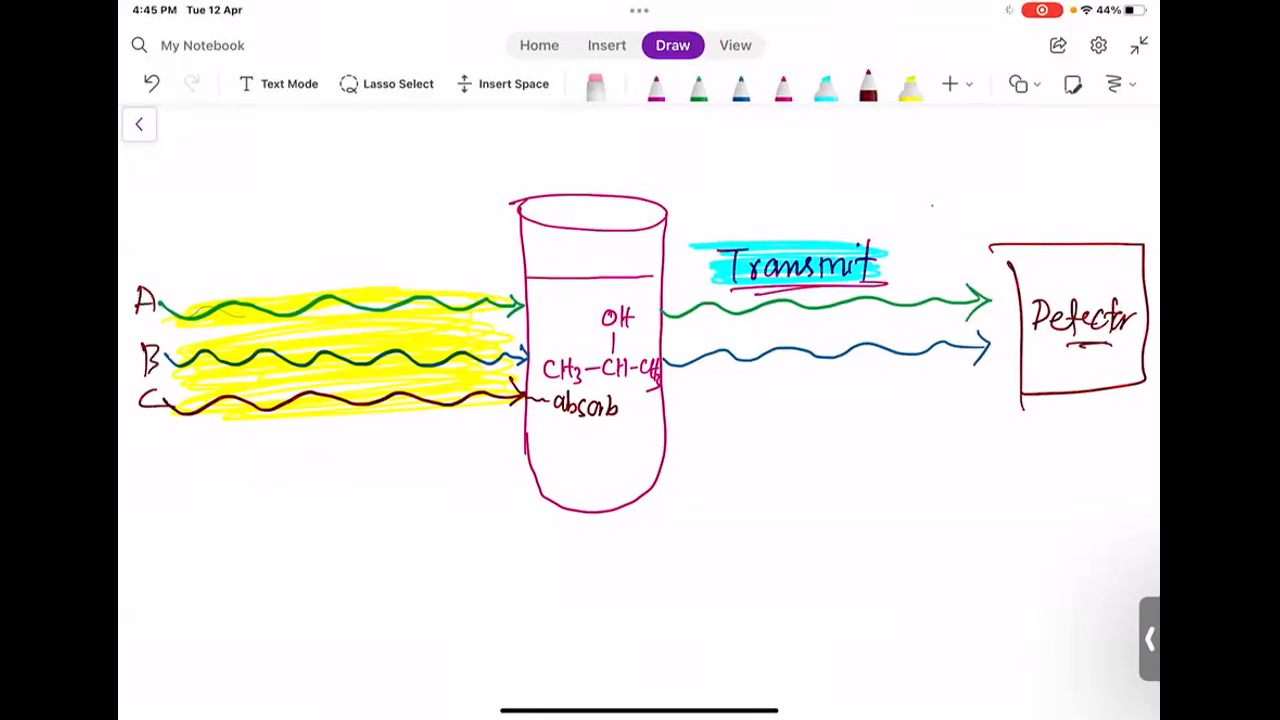 4:45 PM Tue 12 Apr
44%
My Notebook
Home Insert Draw View
Text Mode Lasso Select Insert Space
Transmit
A
OH
Detector
B
CH3-CH-CH3
C
absorb